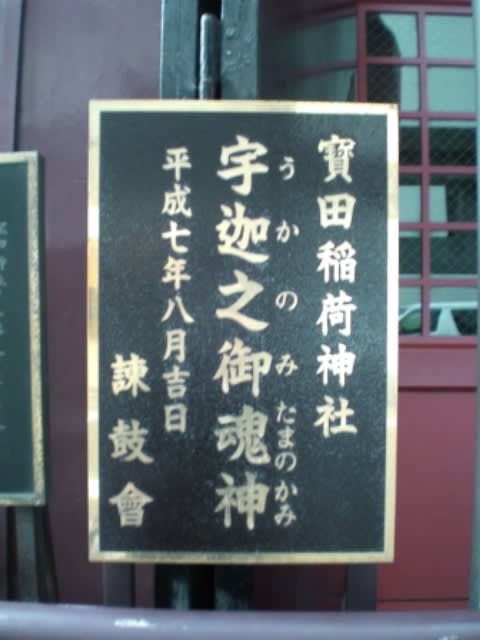 寳田稲荷神社
うかのみたまのかみ
宇迦之御魂神
平成七年八月吉日
諌鼓會